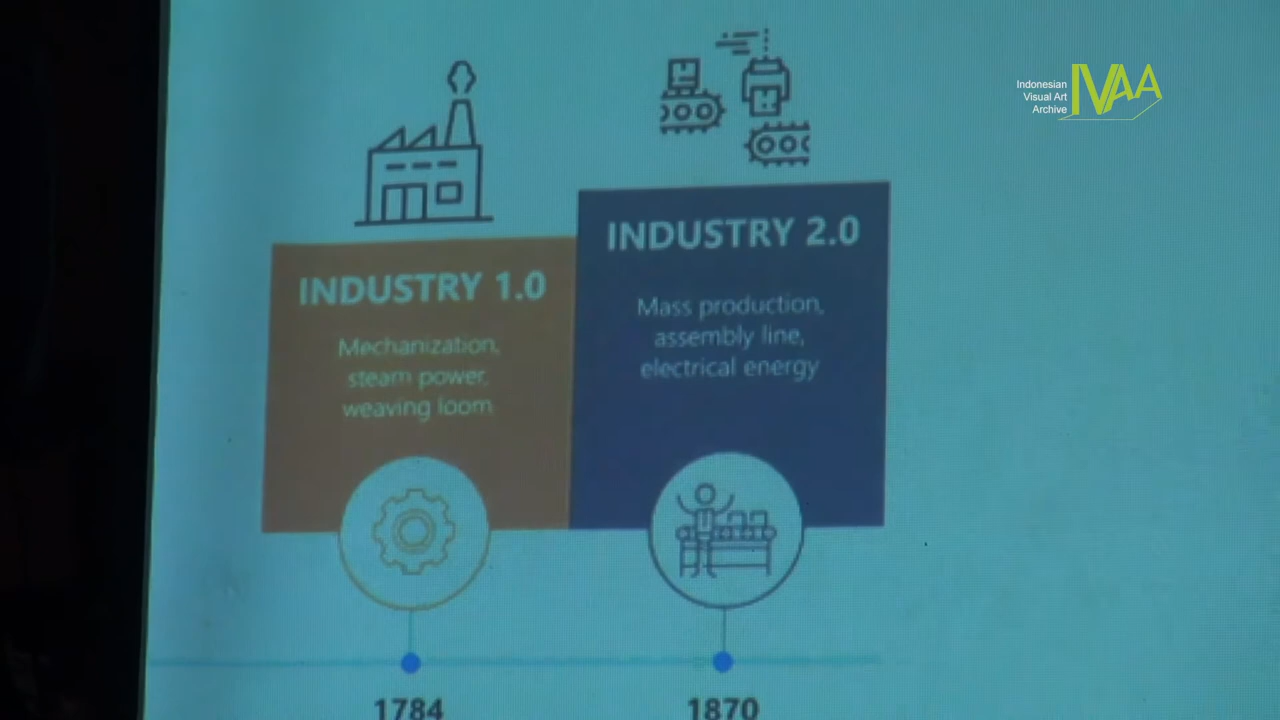 Indonesian
Visual Art
Archive
IVAA
INDUSTRY 1.0
Mechanization,
steam power,
weaving loom
INDUSTRY 2.0
Mass production,
assembly line,
electrical energy
1784
1870